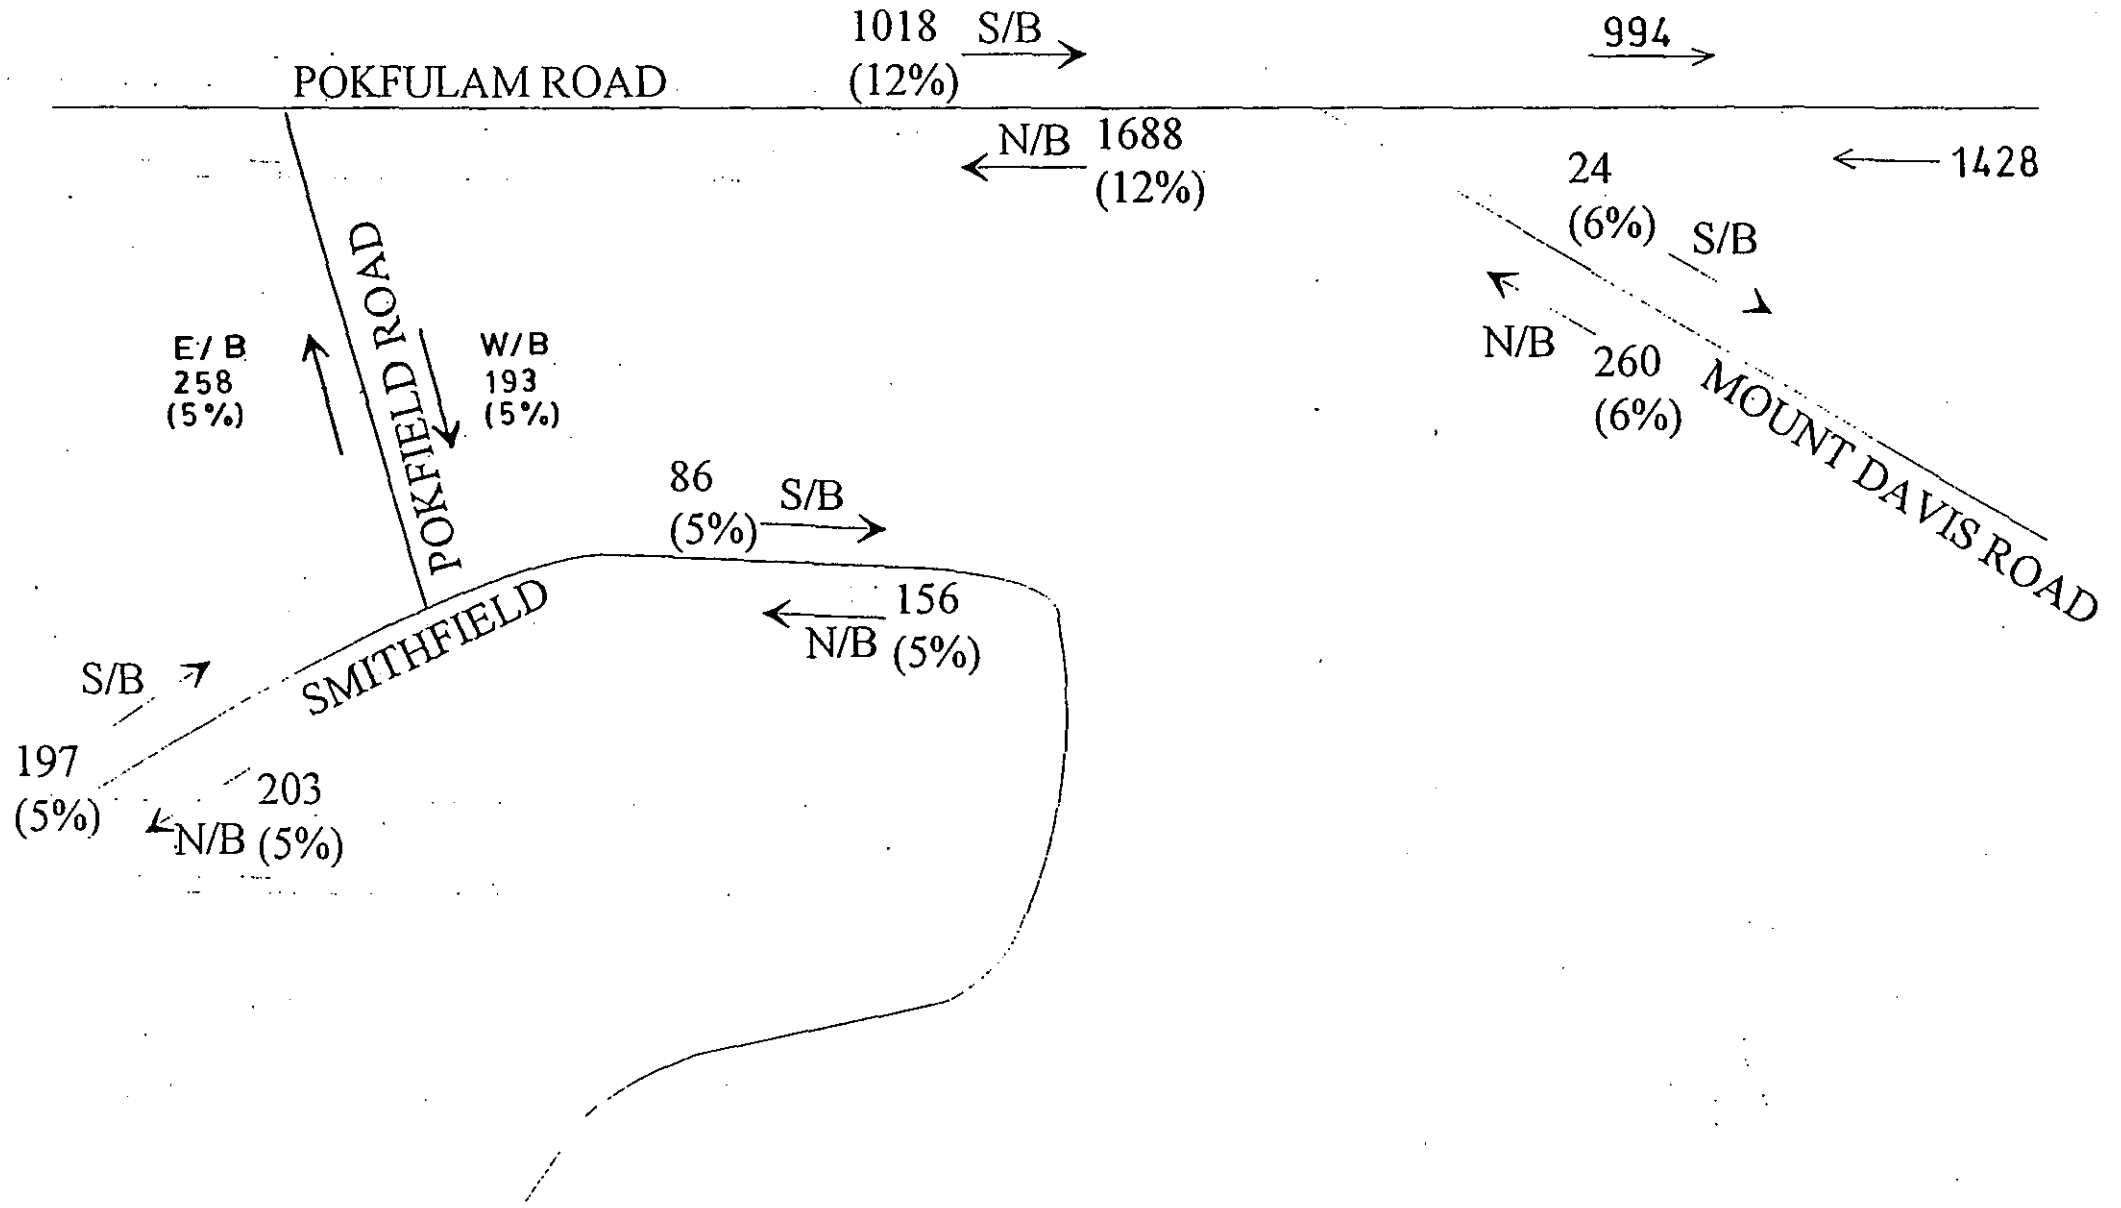 1018 S/B
(12%)
994
POKFULAM ROAD
N/B 1688
(12%)
1428
24
(6%) S/B
N/B 260
(6%)
MOUNT DAVIS ROAD
POKFIELD ROAD
E/B
258
(5%)
W/B
193
(5%)
86 S/B
(5%)
156
N/B (5%)
SMITHFIELD
S/B
197
(5%)
203
N/B (5%)